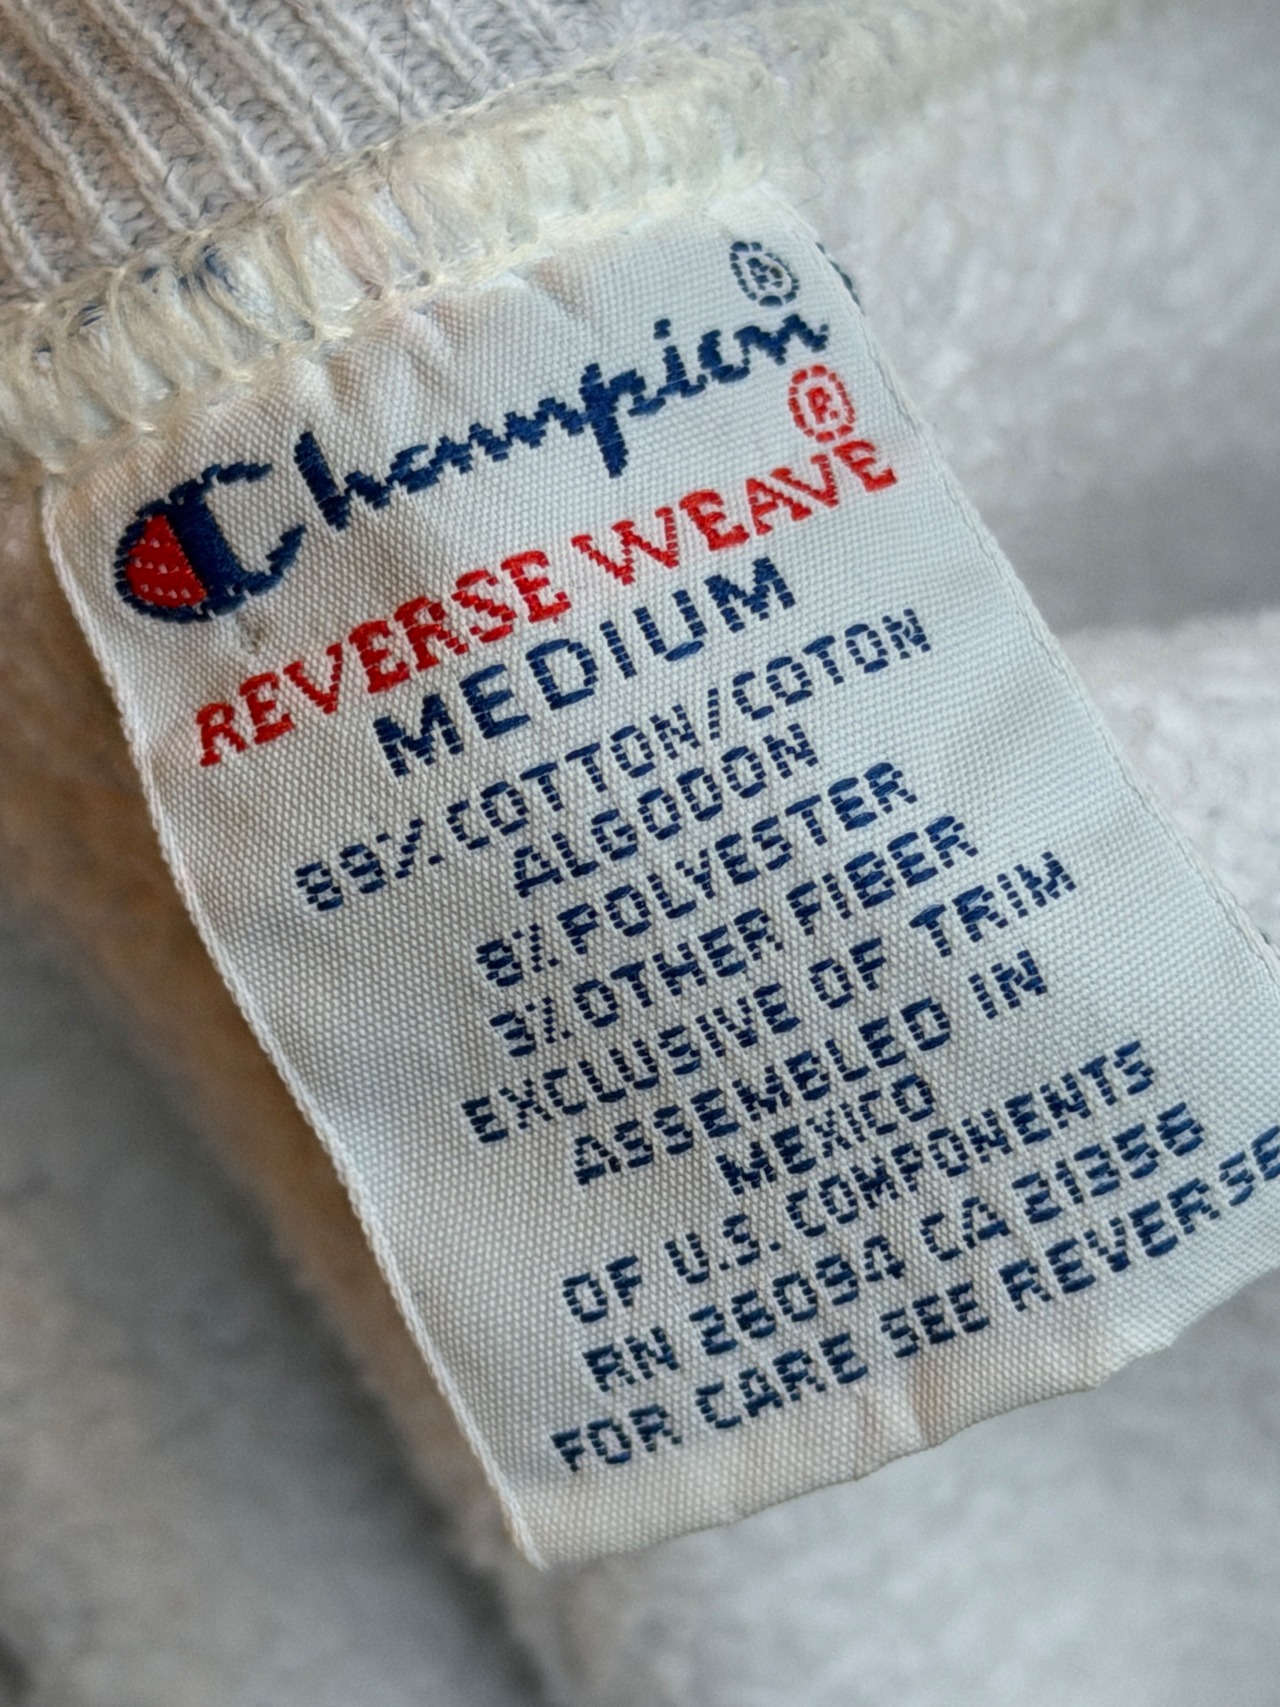 Champion®
REVERSE WEAVE®
MEDIUM
89% COTTON/COTON
ALGODON
8% POLYESTER
3% OTHER FIBER
EXCLUSIVE OF TRIM
ASSEMBLED IN
MEXICO
OF U.S. COMPONENTS
RN 26094 CA 21356
FOR CARE SEE REVERSE